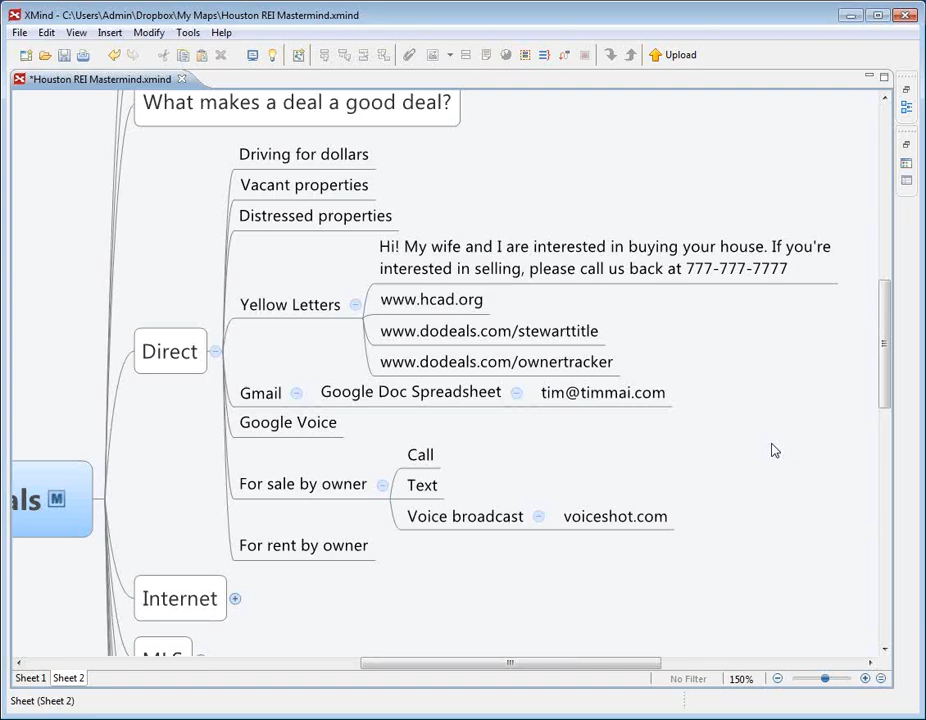 XMind - C:\Users\Admin\Dropbox\My Maps\Houston REI Mastermind.xmind
File Edit View Insert Modify Tools Help
Upload
*Houston REI Mastermind.xmind
What makes a deal a good deal?
Driving for dollars
Vacant properties
Distressed properties
Hi! My wife and I are interested in buying your house. If you're
interested in selling, please call us back at 777-777-7777
Yellow Letters
www.hcad.org
www.dodeals.com/stewarttitle
www.dodeals.com/ownertracker
Direct
Gmail Google Doc Spreadsheet tim@timmai.com
Google Voice
Call
For sale by owner
Text
als M
Voice broadcast voiceshot.com
For rent by owner
Internet
MLS
Sheet 1 Sheet 2 No Filter 150%
Sheet (Sheet 2)